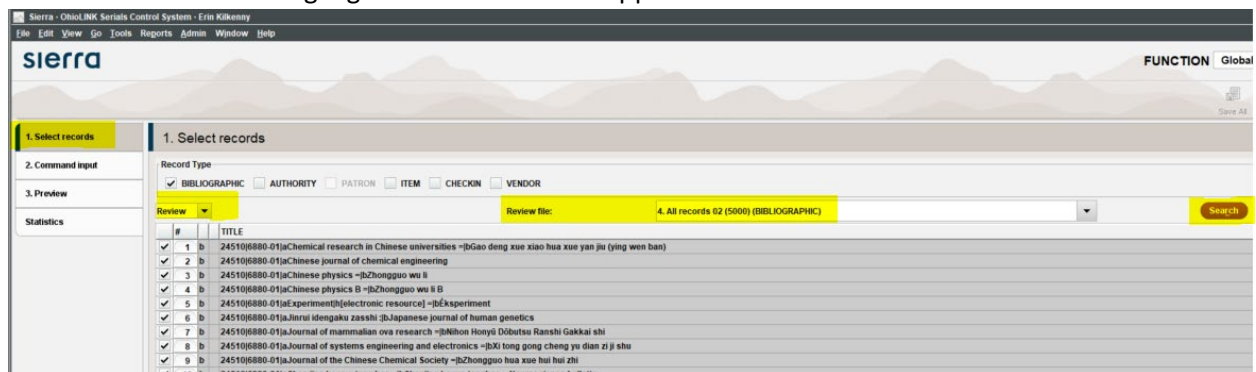 Sierra · OhioLINK Serials Control System · Erin Kilkenny
File Edit View Go Tools Reports Admin Window Help
sierra
FUNCTION Global
Save All
1. Select records
1. Select records
2. Command input
Record Type
BIBLIOGRAPHIC AUTHORITY PATRON ITEM CHECKIN VENDOR
3. Preview
Review Review file: 4. All records 02 (5000) (BIBLIOGRAPHIC) Search
Statistics
# TITLE
1 b 24510|6880-01|aChemical research in Chinese universities =|bGao deng xue xiao hua xue yan jiu (ying wen ban)
2 b 24510|6880-01|aChinese journal of chemical engineering
3 b 24510|6880-01|aChinese physics =|bZhongguo wu li
4 b 24510|6880-01|aChinese physics B =|bZhongguo wu li B
5 b 24510|6880-01|aExperiment|h[electronic resource] =|bĖksperiment
6 b 24510|6880-01|aJinrui idengaku zasshi :|bJapanese journal of human genetics
7 b 24510|6880-01|aJournal of mammalian ova research =|bNihon Honyū Dōbutsu Ranshi Gakkai shi
8 b 24510|6880-01|aJournal of systems engineering and electronics =|bXi tong gong cheng yu dian zi ji shu
9 b 24510|6880-01|aJournal of the Chinese Chemical Society =|bZhongguo hua xue hui hui zhi